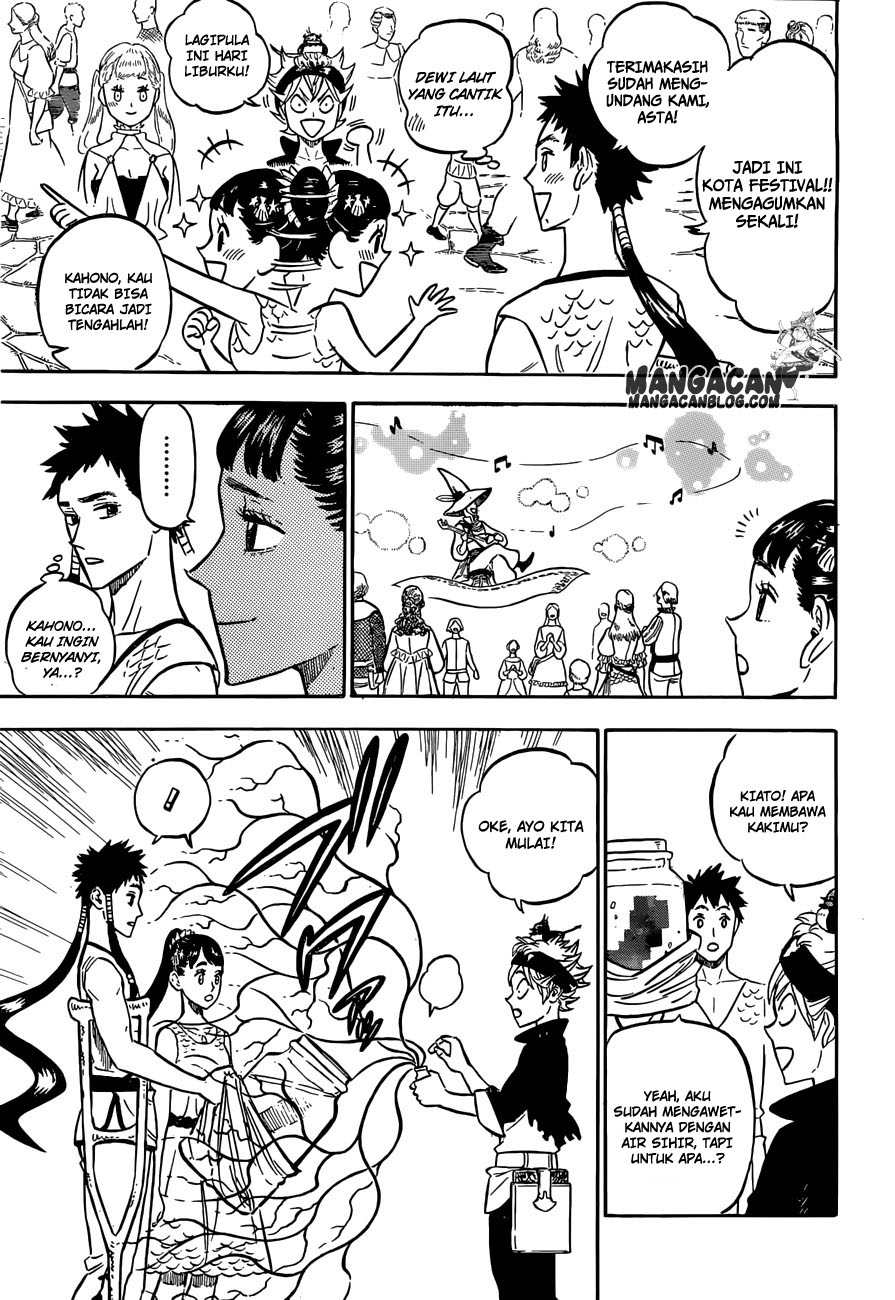 TERIMAKASIH
SUDAH MENG-
UNDANG KAMI,
ASTA!
JADI INI
KOTA FESTIVAL!!
MENGAGUMKAN
SEKALI!
DEWI LAUT
YANG CANTIK
ITU...
LAGIPULA
INI HARI
LIBURKU!
KAHONO, KAU
TIDAK BISA
BICARA JADI
TENGAHLAH!
MANGACAN
MANGACANBLOG.COM
........
KAHONO...
KAU INGIN
BERNYANYI,
YA...?
KIATO! APA
KAU MEMBAWA
KAKIMU?
YEAH, AKU
SUDAH MENGAWET-
KANNYA DENGAN
AIR SIHIR, TAPI
UNTUK APA...?
OKE, AYO KITA
MULAI!
!